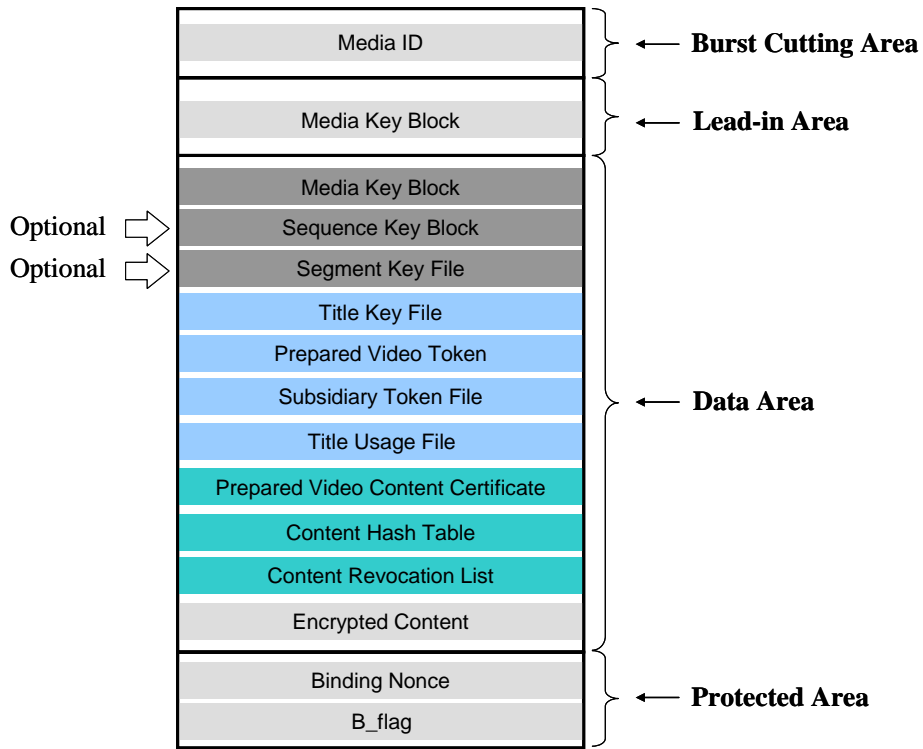 Media ID
Burst Cutting Area
Media Key Block
Lead-in Area
Media Key Block
Optional
Sequence Key Block
Optional
Segment Key File
Title Key File
Prepared Video Token
Subsidiary Token File
Data Area
Title Usage File
Prepared Video Content Certificate
Content Hash Table
Content Revocation List
Encrypted Content
Binding Nonce
Protected Area
B_flag